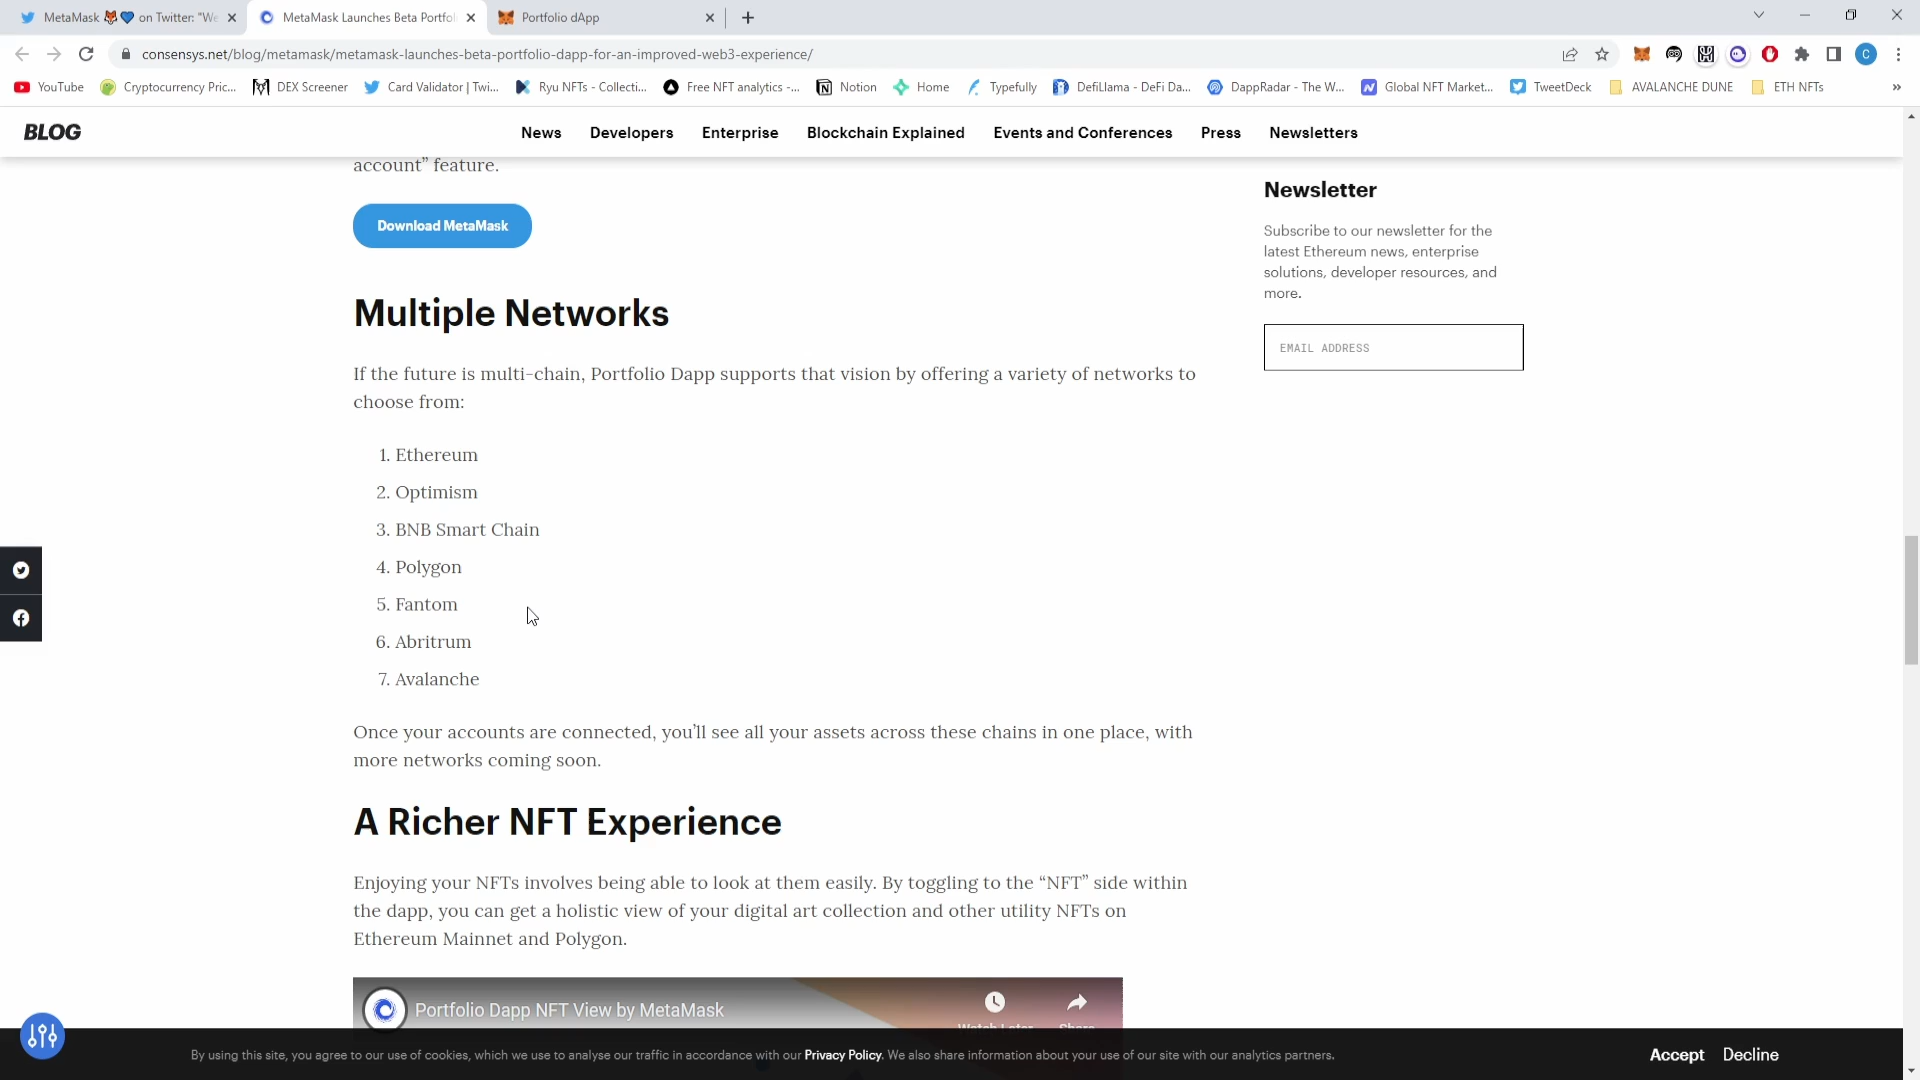 MetaMask 🦊💙 on Twitter: "We
MetaMask Launches Beta Portfol
Portfolio dApp
consensys.net/blog/metamask/metamask-launches-beta-portfolio-dapp-for-an-improved-web3-experience/
C
YouTube
Cryptocurrency Pric...
DEX Screener
Card Validator | Twi...
Ryu NFTs - Collecti...
Free NFT analytics -...
Notion
Home
Typefully
DefiLlama - DeFi Da...
DappRadar - The W...
Global NFT Market...
TweetDeck
AVALANCHE DUNE
ETH NFTs
»
BLOG
News
Developers
Enterprise
Blockchain Explained
Events and Conferences
Press
Newsletters
account” feature.
Download MetaMask
Multiple Networks
If the future is multi-chain, Portfolio Dapp supports that vision by offering a variety of networks to
choose from:
1. Ethereum
2. Optimism
3. BNB Smart Chain
4. Polygon
5. Fantom
6. Abritrum
7. Avalanche
Once your accounts are connected, you’ll see all your assets across these chains in one place, with
more networks coming soon.
A Richer NFT Experience
Enjoying your NFTs involves being able to look at them easily. By toggling to the “NFT” side within
the dapp, you can get a holistic view of your digital art collection and other utility NFTs on
Ethereum Mainnet and Polygon.
Portfolio Dapp NFT View by MetaMask
Watch Later
Share
Newsletter
Subscribe to our newsletter for the
latest Ethereum news, enterprise
solutions, developer resources, and
more.
EMAIL ADDRESS
By using this site, you agree to our use of cookies, which we use to analyse our traffic in accordance with our Privacy Policy. We also share information about your use of our site with our analytics partners.
Accept
Decline